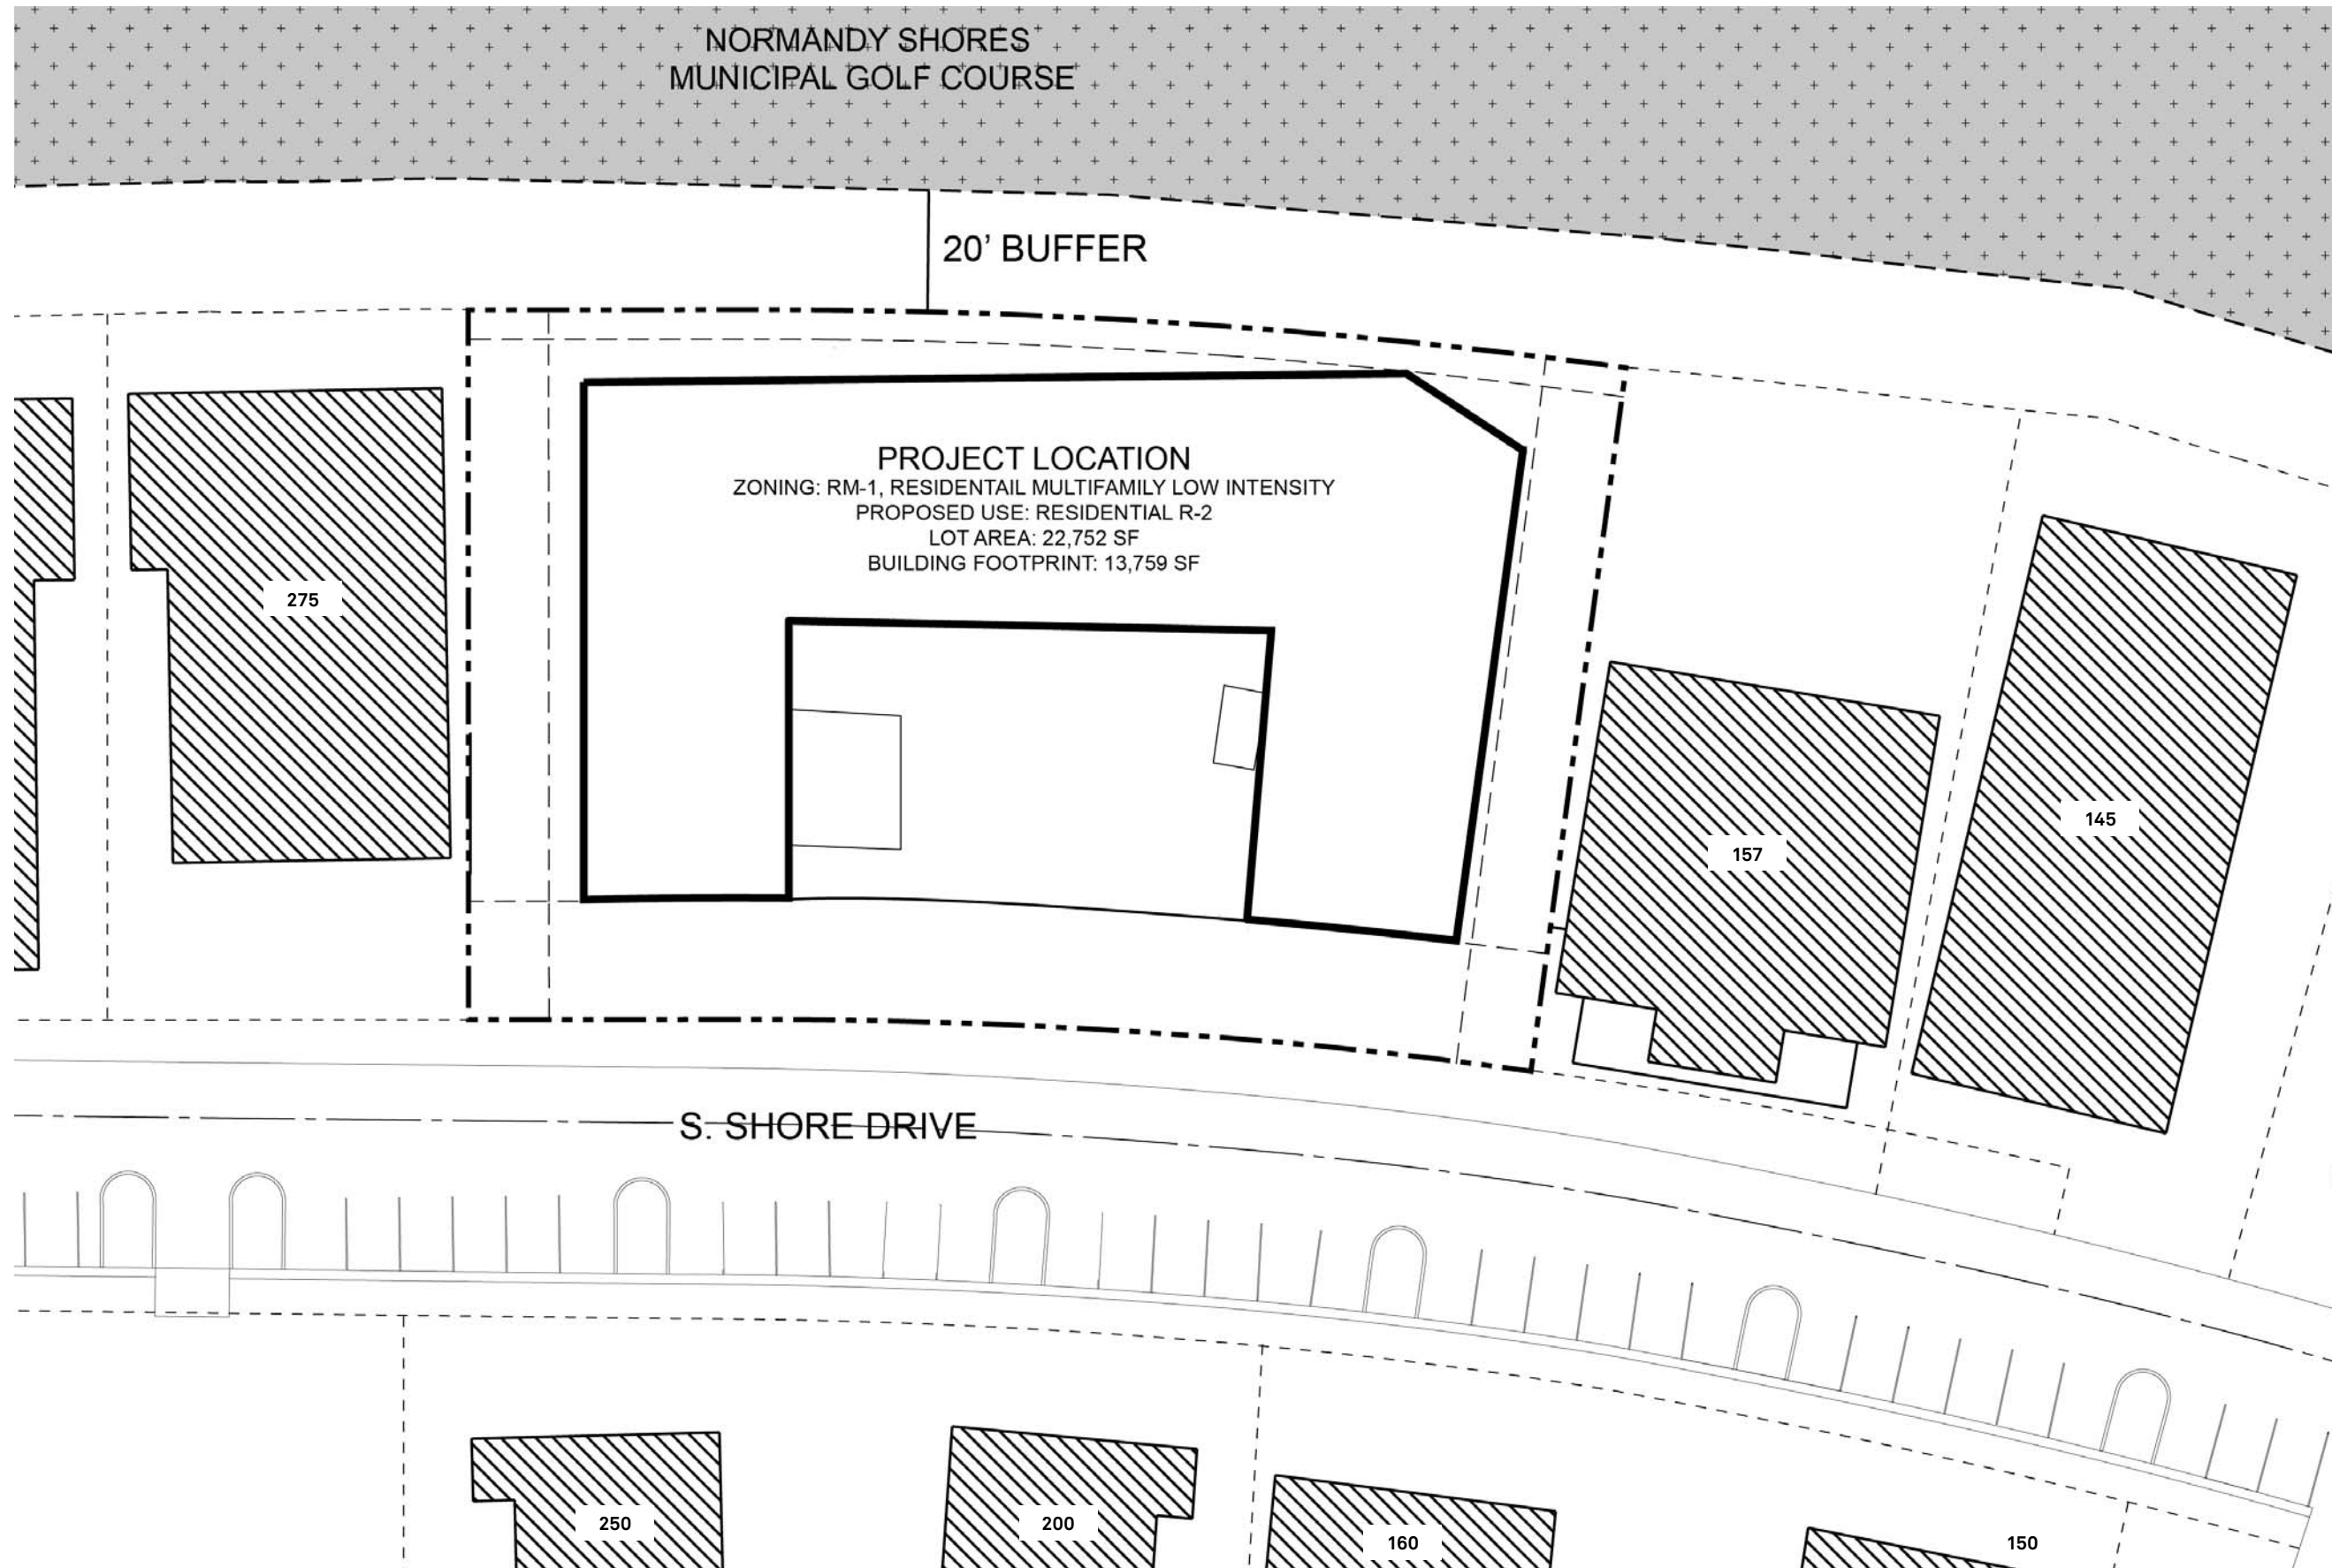 NORMANDY SHORES
MUNICIPAL GOLF COURSE
20’ BUFFER
PROJECT LOCATION
ZONING: RM-1, RESIDENTAIL MULTIFAMILY LOW INTENSITY
PROPOSED USE: RESIDENTIAL R-2
LOT AREA: 22,752 SF
BUILDING FOOTPRINT: 13,759 SF
275
157
145
S. SHORE DRIVE
250
200
160
150